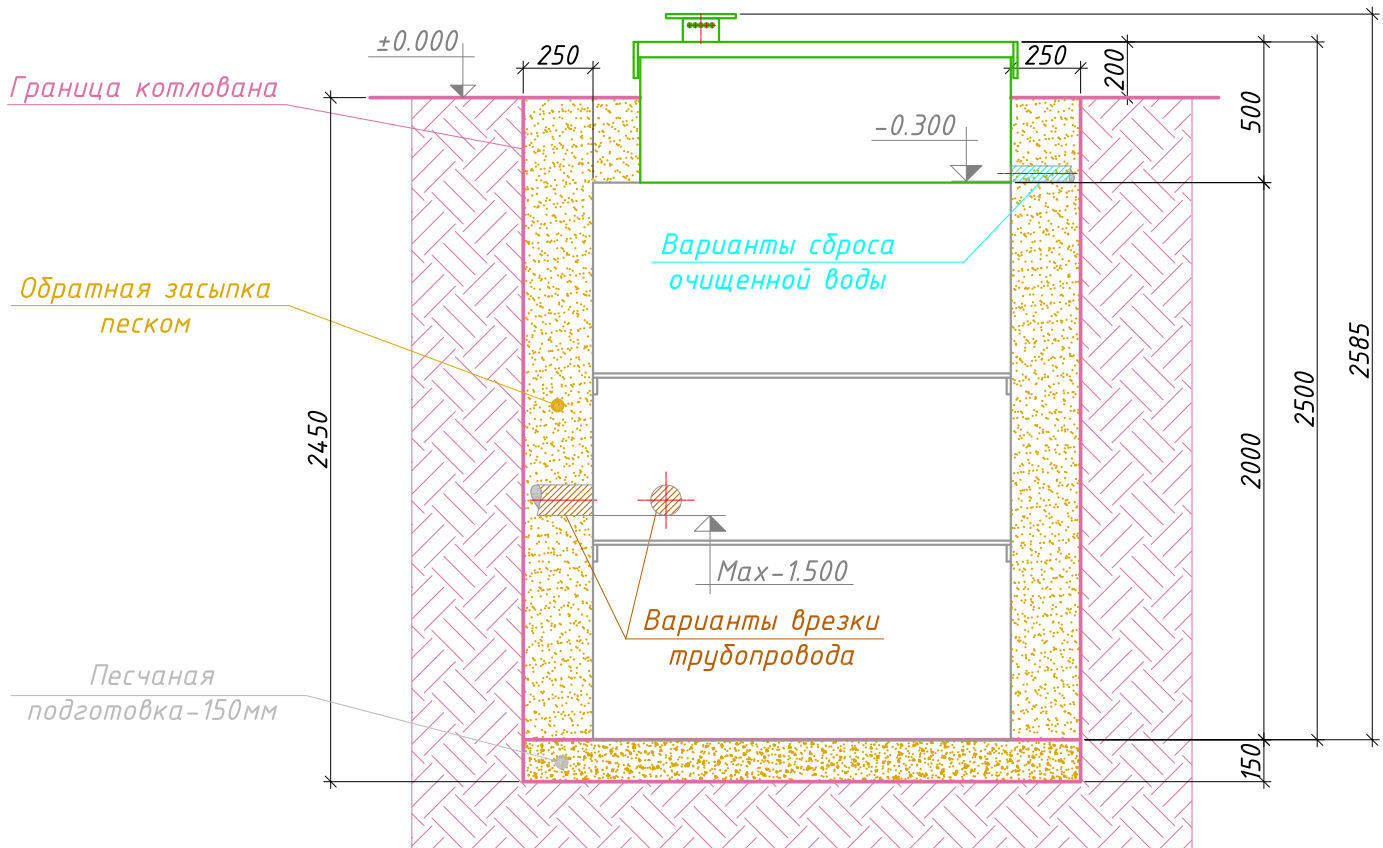 ±0.000
250
250
200
Граница котлована
500
-0.300
Варианты сброса
очищенной воды
Обратная засыпка
песком
2585
2500
2450
2000
Max-1.500
Варианты врезки
трубопровода
Песчаная
подготовка-150мм
150